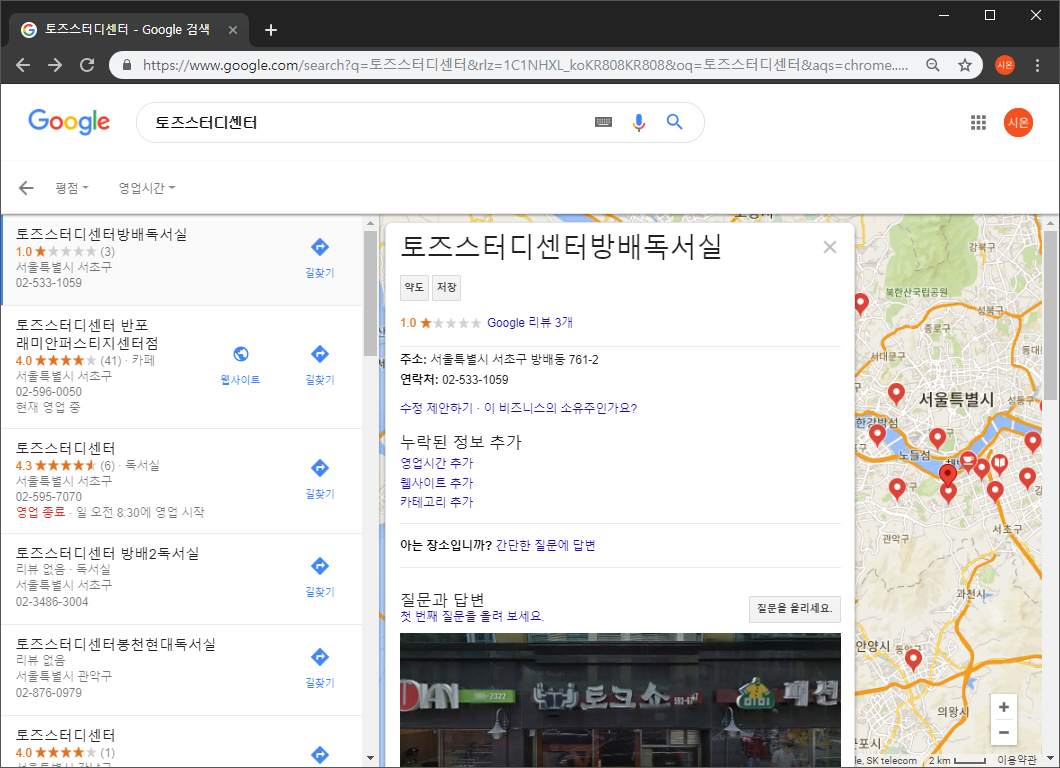 토즈스터디센터 - Google 검색
https://www.google.com/search?q=토즈스터디센터&rlz=1C1NHXL_koKR808KR808&oq=토즈스터디센터&aqs=chrome.....
시온
Google
토즈스터디센터
시온
평점
영업시간
토즈스터디센터방배독서실
1.0 (3)
서울특별시 서초구
02-533-1059
길찾기
토즈스터디센터 반포
래미안퍼스티지센터점
4.0 (41) · 카페
서울특별시 서초구
02-596-0050
현재 영업 중
웹사이트
길찾기
토즈스터디센터
4.3 (6) · 독서실
서울특별시 서초구
02-595-7070
영업 종료 · 일 오전 8:30에 영업 시작
길찾기
토즈스터디센터 방배2독서실
리뷰 없음 · 독서실
서울특별시 서초구
02-3486-3004
길찾기
토즈스터디센터봉천현대독서실
리뷰 없음
서울특별시 관악구
02-876-0979
길찾기
토즈스터디센터
4.0 (1)
토즈스터디센터방배독서실
약도
저장
1.0 Google 리뷰 3개
주소: 서울특별시 서초구 방배동 761-2
연락처: 02-533-1059
수정 제안하기 · 이 비즈니스의 소유주인가요?
누락된 정보 추가
영업시간 추가
웹사이트 추가
카테고리 추가
아는 장소입니까? 간단한 질문에 답변
질문과 답변
첫 번째 질문을 올려 보세요.
질문을 올리세요.
토크쇼
패션
강북구
북한산국립공원
성북구
종로구
서대문구
서울특별시
성동구
노들섬
관악구
서초구
과천시
안양시
동안구
의왕시
군포시
SK telecom
2 km
이용약관